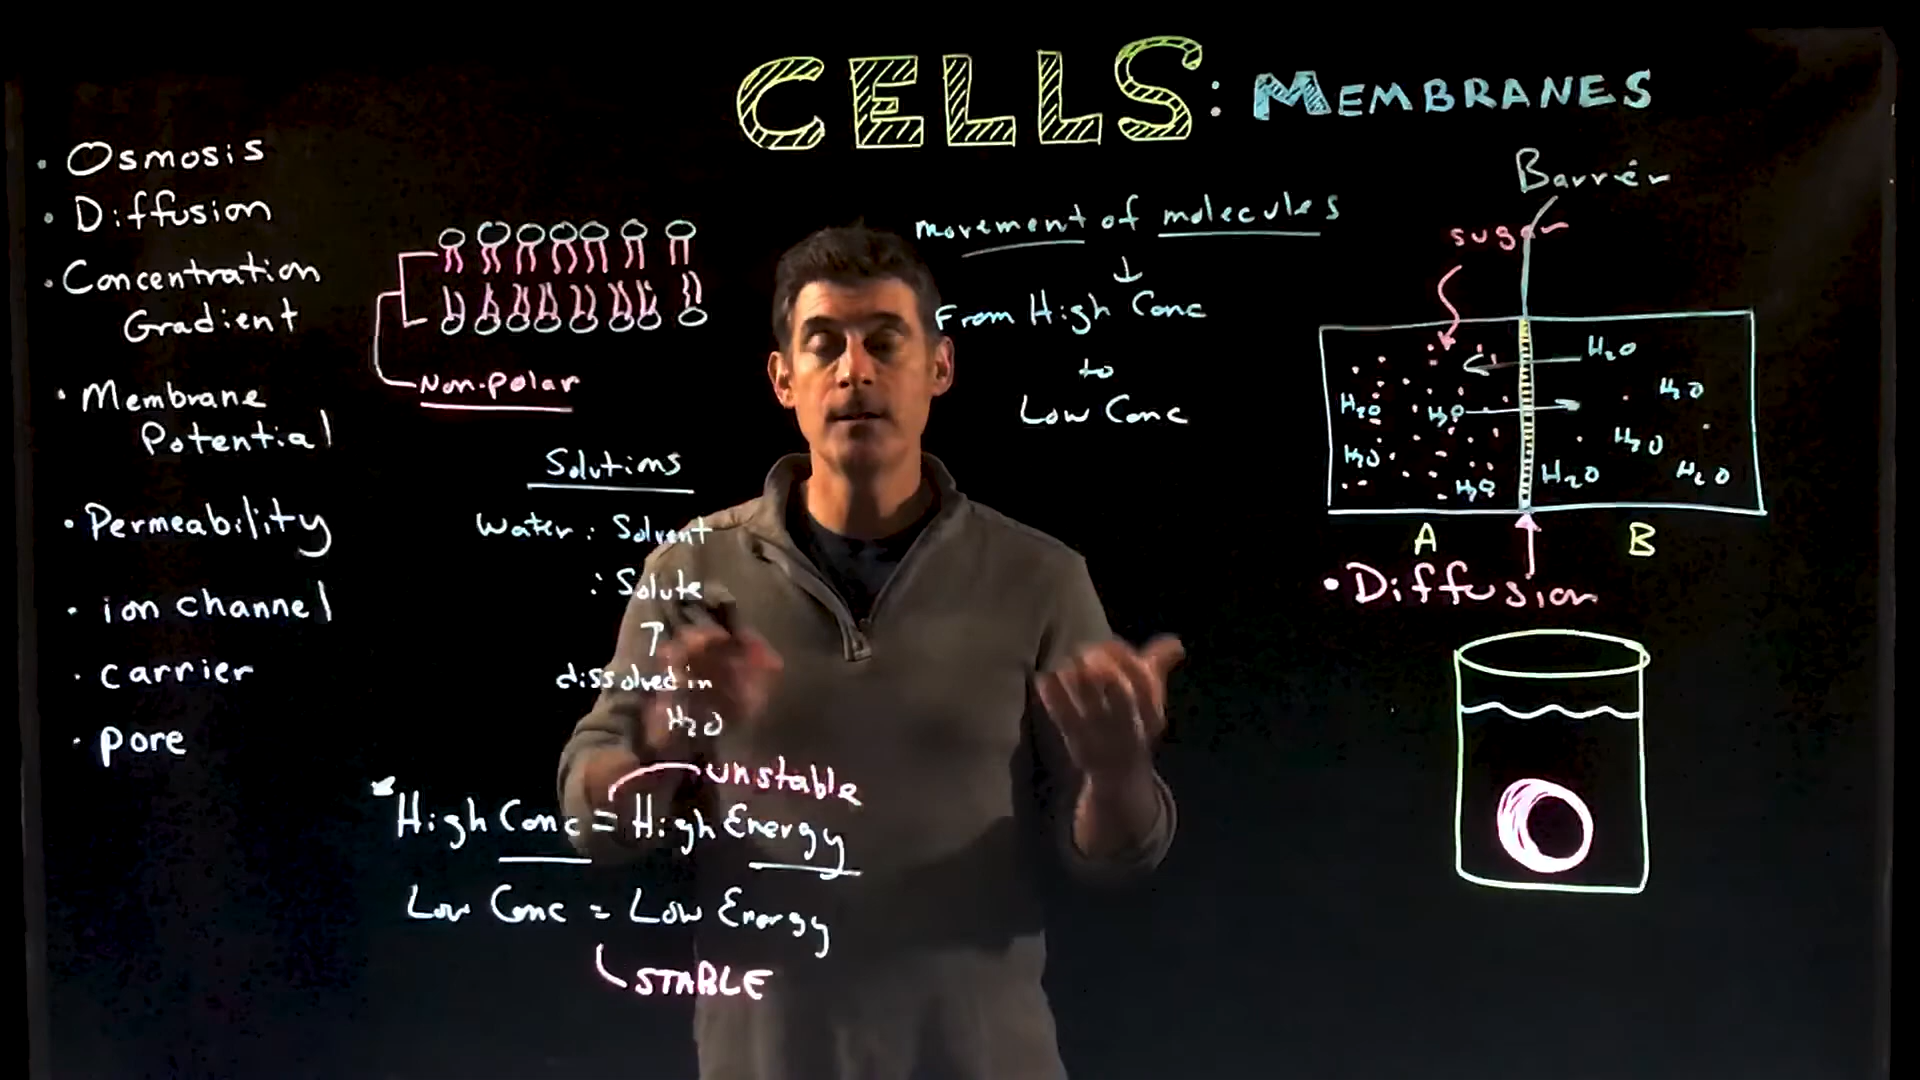 CELLS: MEMBRANES
• Osmosis
• Diffusion
• Concentration
Gradient
• Membrane
Potential
• Permeability
• ion channel
• carrier
• pore
Non-polar
Solutions
Water: Solvent
: Solute
↑
dissolved in
H₂O
unstable
High Conc = High Energy
Low Conc = Low Energy
STABLE
movement of molecules
↓
From High Conc
to
Low Conc
Barrier
sugar
H₂O
H₂O
H₂O H₂O
H₂O
H₂O H₂O H₂O
H₂O
A B
• Diffusion